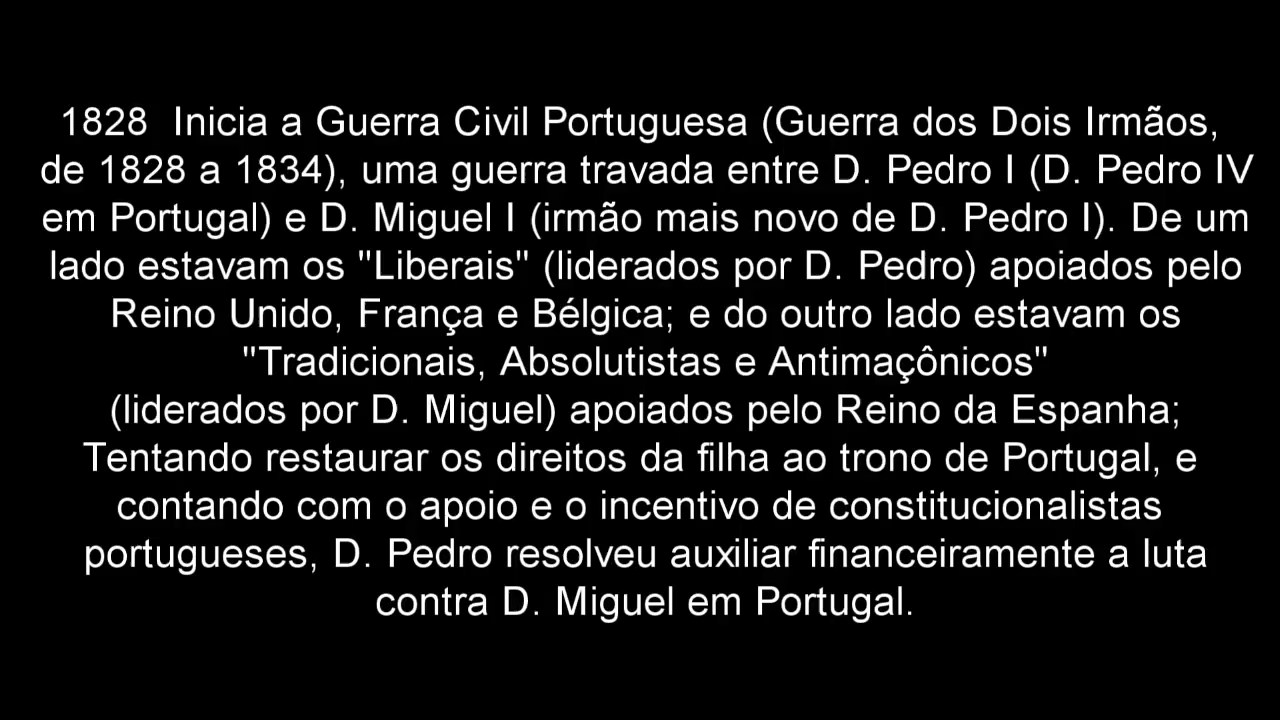 1828  Inicia a Guerra Civil Portuguesa (Guerra dos Dois Irmãos,
de 1828 a 1834), uma guerra travada entre D. Pedro I (D. Pedro IV
em Portugal) e D. Miguel I (irmão mais novo de D. Pedro I). De um
lado estavam os "Liberais" (liderados por D. Pedro) apoiados pelo
Reino Unido, França e Bélgica; e do outro lado estavam os
"Tradicionais, Absolutistas e Antimaçônicos"
(liderados por D. Miguel) apoiados pelo Reino da Espanha;
Tentando restaurar os direitos da filha ao trono de Portugal, e
contando com o apoio e o incentivo de constitucionalistas
portugueses, D. Pedro resolveu auxiliar financeiramente a luta
contra D. Miguel em Portugal.